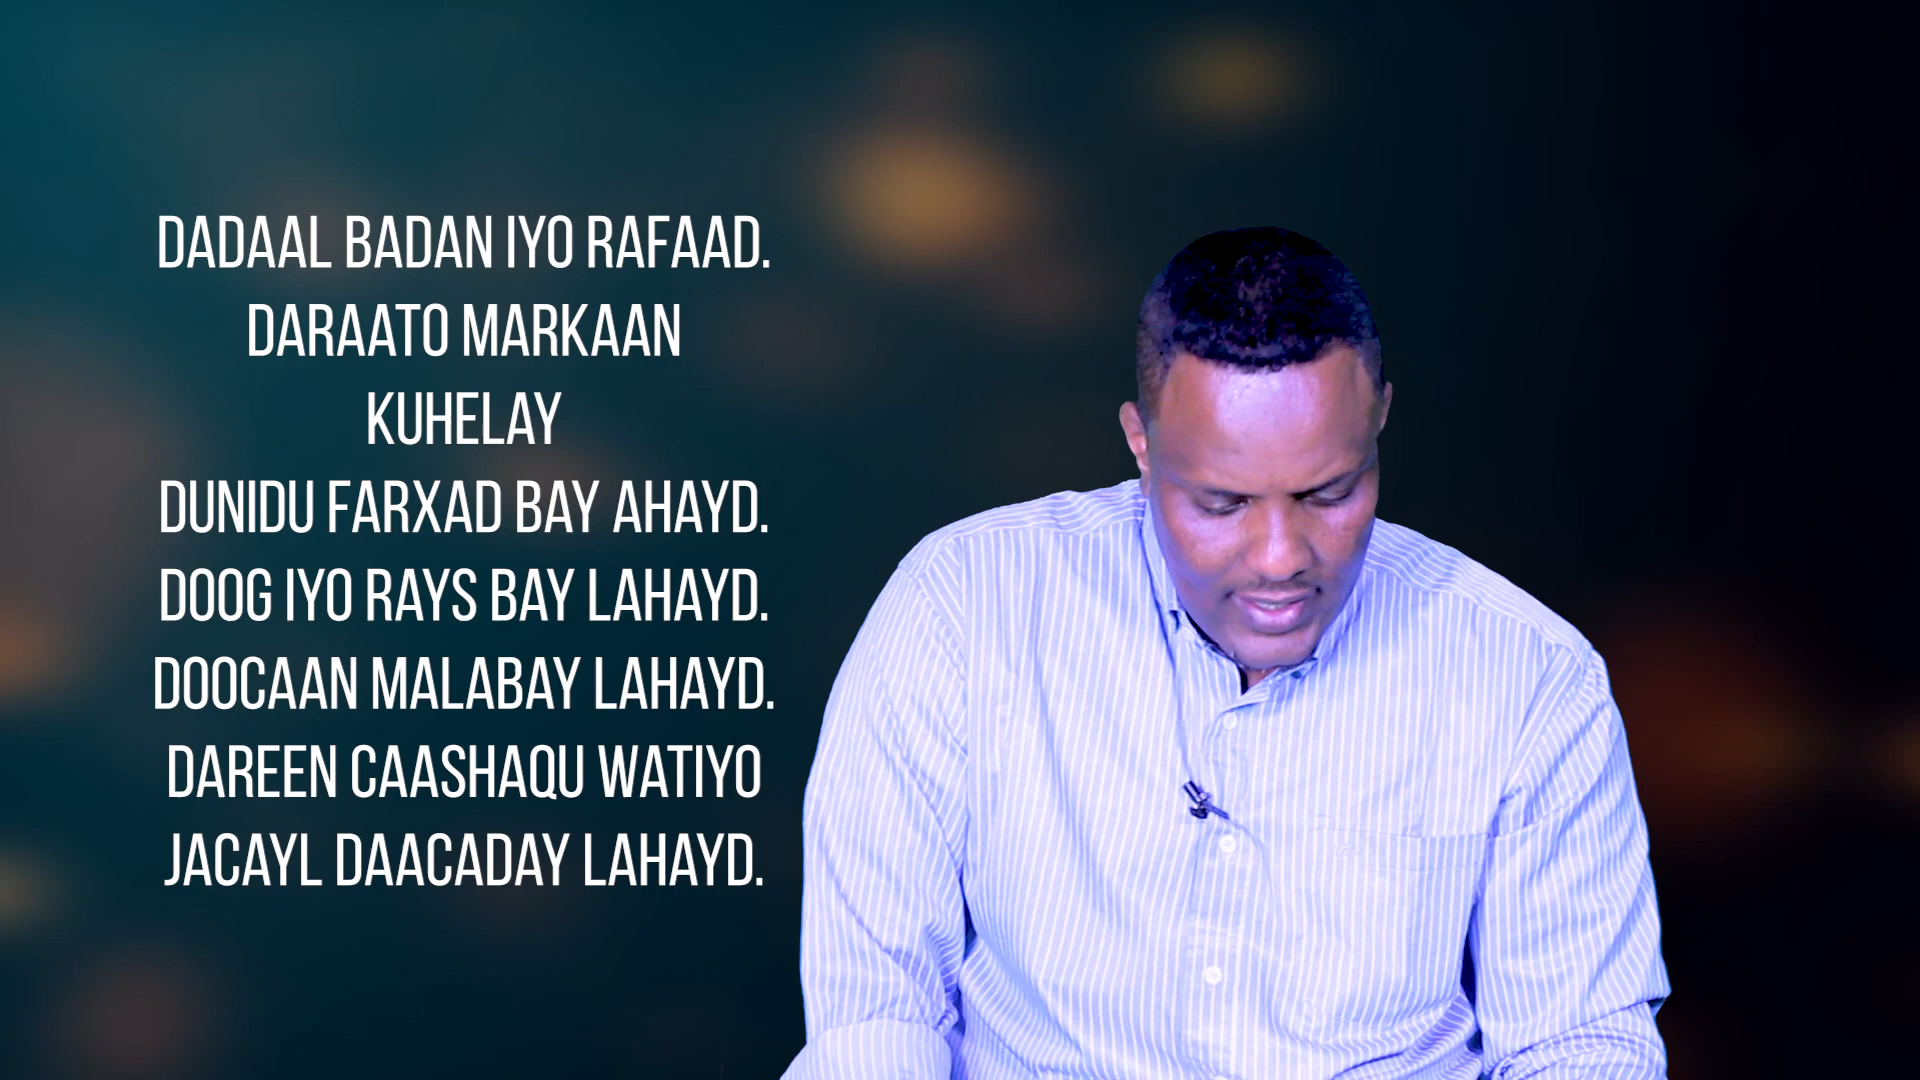 DADAAL BADAN IYO RAFAAD.
DARAATO MARKAAN
KUHELAY
DUNIDU FARXAD BAY AHAYD.
DOOG IYO RAYS BAY LAHAYD.
DOOCAAN MALABAY LAHAYD.
DAREEN CAASHAQU WATIYO
JACAYL DAACADAY LAHAYD.